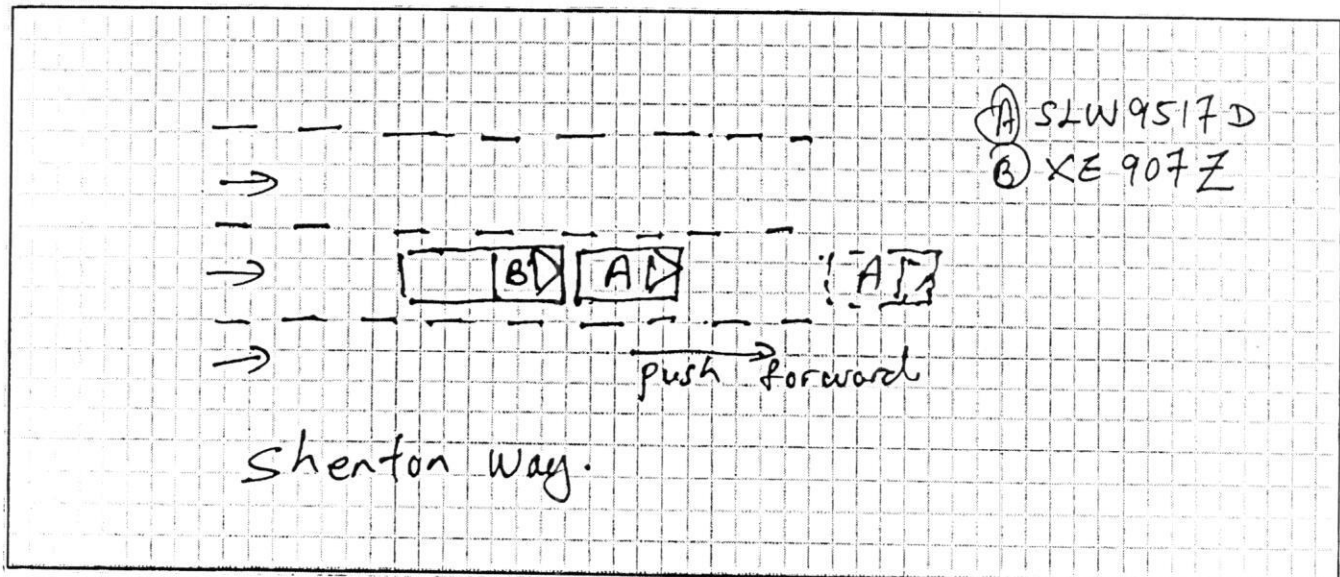 Ⓐ SLW 9517 D
Ⓑ XE 907 Z
B A A
push forward
Shenton Way.